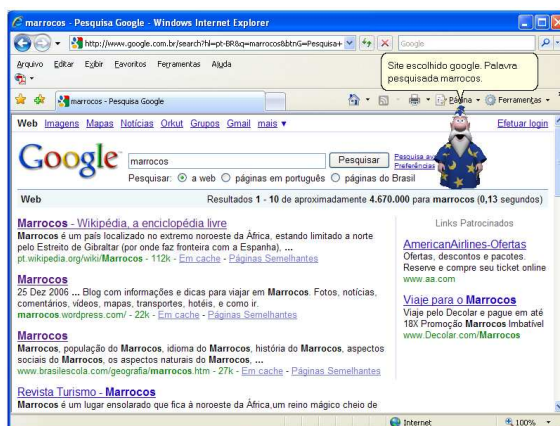 marrocos - Pesquisa Google - Windows Internet Explorer
http://www.google.com.br/search?hl=pt-BR&q=marrocos&btnG=Pesquisa+
Google
Arquivo Editar Exibir Favoritos Ferramentas Ajuda
Site escolhido google. Palavra
pesquisada marrocos.
marrocos - Pesquisa Google
Página Ferramentas
Web Imagens Mapas Notícias Orkut Grupos Gmail mais ▼
Efetuar login
Google
marrocos
Pesquisar
Pesquisa
Preferências
Pesquisar: a web páginas em português páginas do Brasil
Web
Resultados 1 - 10 de aproximadamente 4.670.000 para marrocos (0,13 segundos)
Marrocos - Wikipédia, a enciclopédia livre
Marrocos é um país localizado no extremo noroeste da África, estando limitado a norte
pelo Estreito de Gibraltar (por onde faz fronteira com a Espanha), ...
pt.wikipedia.org/wiki/Marrocos - 112k - Em cache - Páginas Semelhantes
Marrocos
25 Dez 2006 ... Blog com informações e dicas para viajar em Marrocos. Fotos, notícias,
comentários, vídeos, mapas, transportes, hotéis, e como ir.
marrocos.wordpress.com/ - 22k - Em cache - Páginas Semelhantes
Marrocos
Marrocos, população do Marrocos, idioma do Marrocos, história do Marrocos, aspectos
sociais do Marrocos, os aspectos naturais do Marrocos, ...
www.brasilescola.com/geografia/marrocos.htm - 27k - Em cache - Páginas Semelhantes
Revista Turismo - Marrocos
Marrocos é um lugar ensolarado que fica à noroeste da África,um reino mágico cheio de
Links Patrocinados
AmericanAirlines-Ofertas
Ofertas, descontos e pacotes.
Reserve e compre seu ticket online
www.aa.com
Viaje para o Marrocos
Viaje pelo Decolar e pague em até
18X Promoção Marrocos Imbatível
www.Decolar.com/Marrocos
Internet
100%